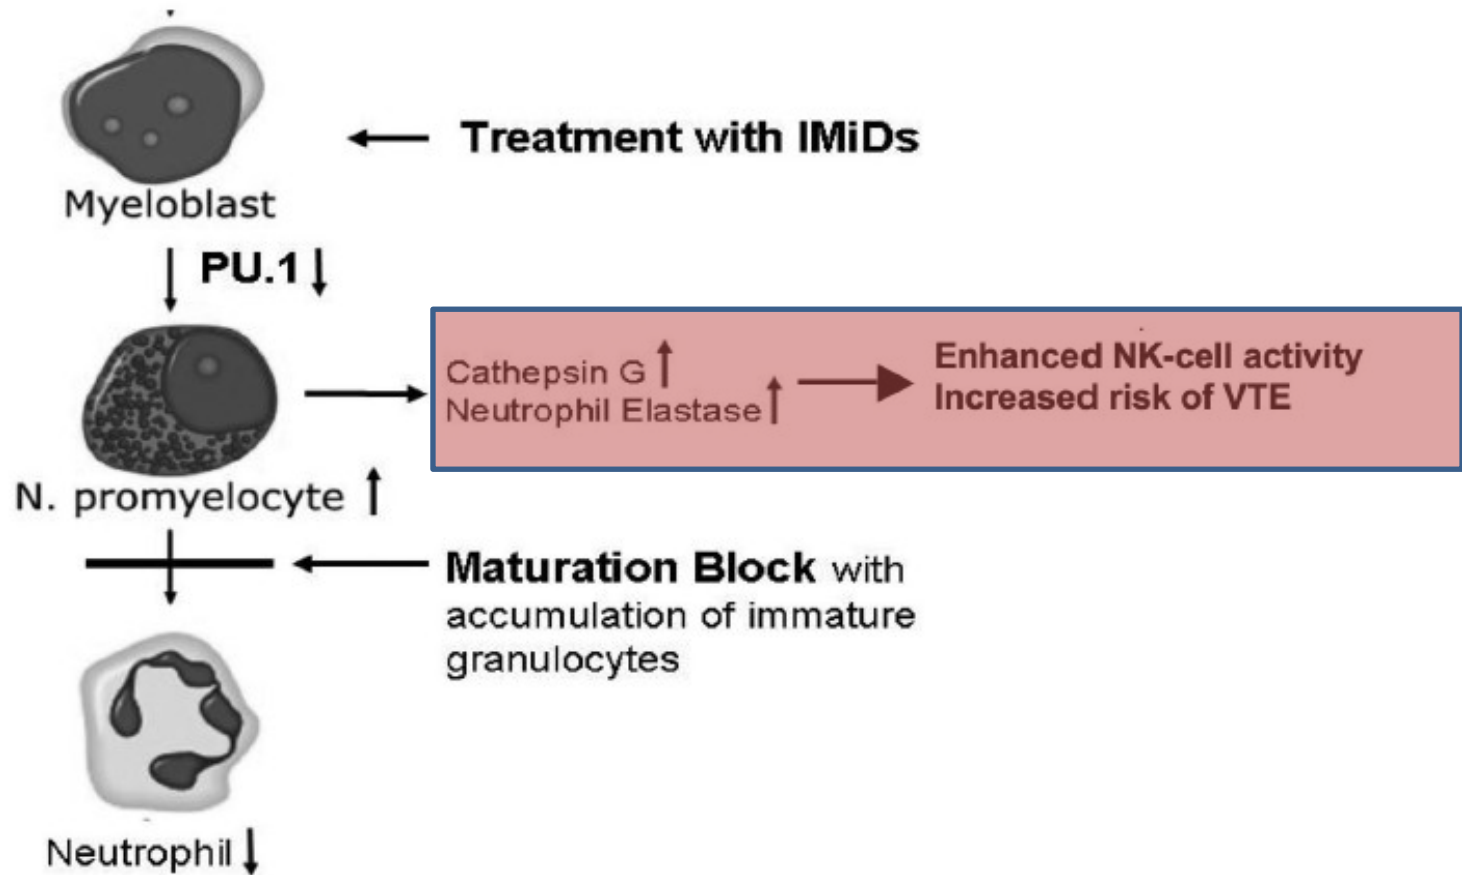 Treatment with IMiDs
Myeloblast
PU.1↓
Cathepsin G↑
Neutrophil Elastase↑
Enhanced NK-cell activity
Increased risk of VTE
N. promyelocyte ↑
Maturation Block with
accumulation of immature
granulocytes
Neutrophil↓